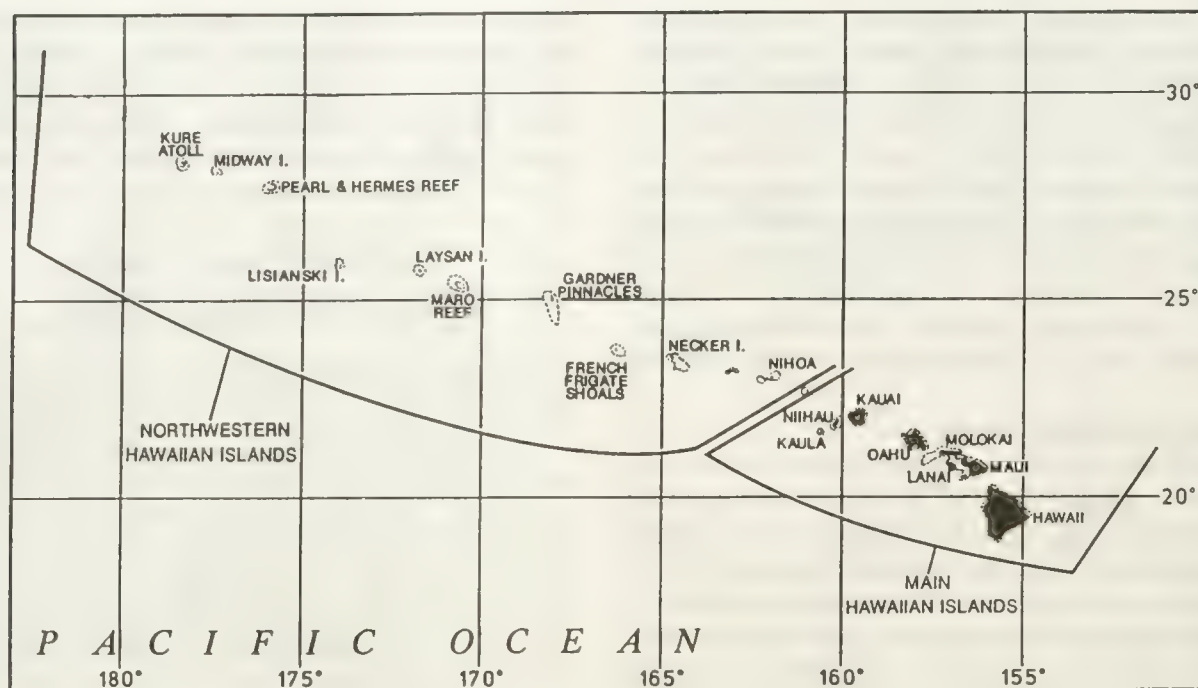 30°
KURE
ATOLL
MIDWAY I.
PEARL & HERMES REEF
LISIANSKI I.
LAYSAN I.
MARO
REEF
GARDNER
PINNACLES
25°
FRENCH
FRIGATE
SHOALS
NECKER I.
NIHOA
NIIHAU
KAULA
KAUAI
OAHU
MOLOKAI
LANAI
MAUI
20°
HAWAII
NORTHWESTERN
HAWAIIAN ISLANDS
MAIN
HAWAIIAN ISLANDS
PACIFIC OCEAN
180° 175° 170° 165° 160° 155°